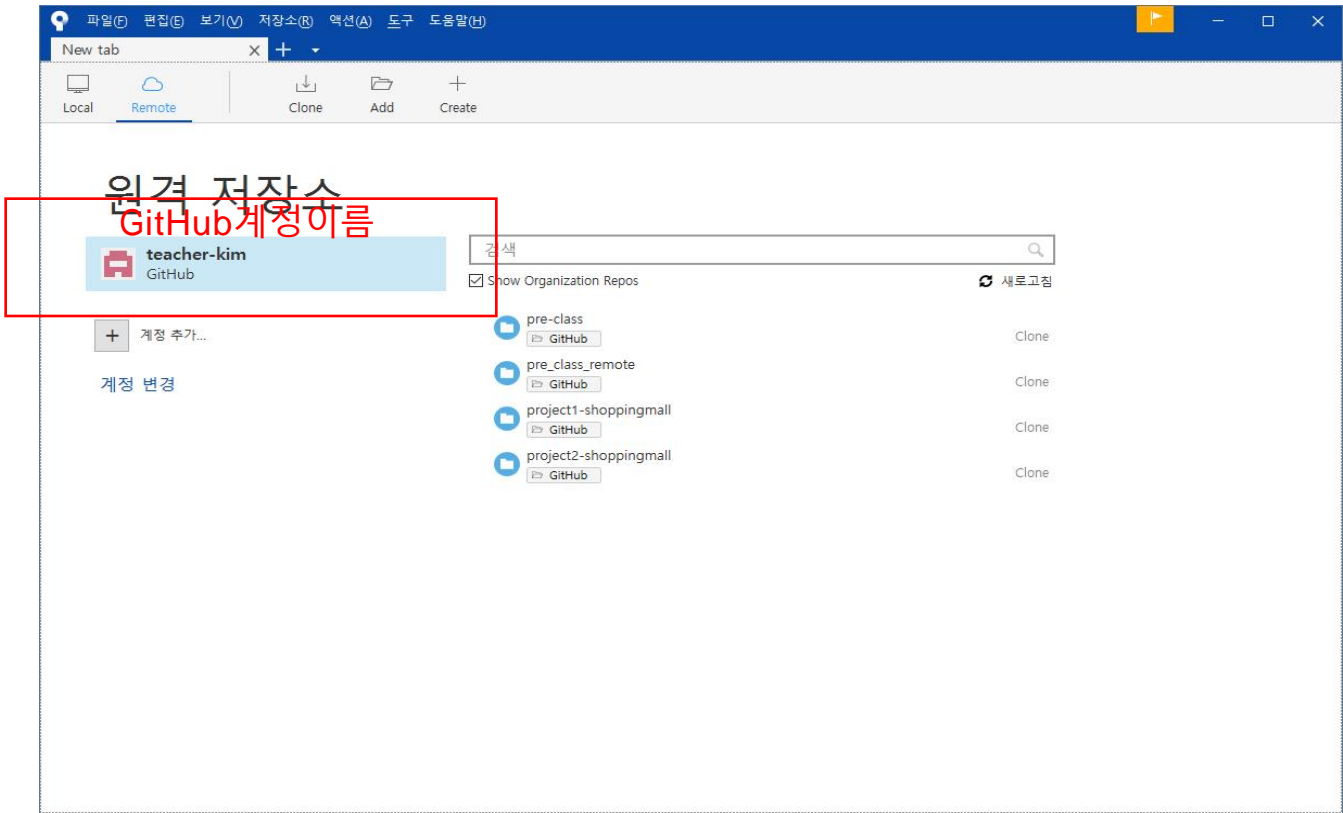 파일(F) 편집(E) 보기(V) 저장소(R) 액션(A) 도구 도움말(H)
New tab
Local Remote Clone Add Create
원격 저장소
GitHub계정이름
teacher-kim
GitHub
계정 추가...
계정 변경
검색
Show Organization Repos 새로고침
pre-class
GitHub Clone
pre_class_remote
GitHub Clone
project1-shoppingmall
GitHub Clone
project2-shoppingmall
GitHub Clone